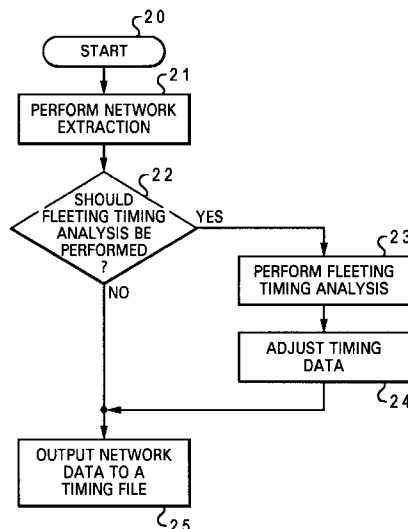 20
START
21
PERFORM NETWORK
EXTRACTION
22
SHOULD
FLEETING TIMING
ANALYSIS BE
PERFORMED
?
YES
NO
23
PERFORM FLEETING
TIMING ANALYSIS
ADJUST TIMING
DATA
24
OUTPUT NETWORK
DATA TO A
TIMING FILE
25